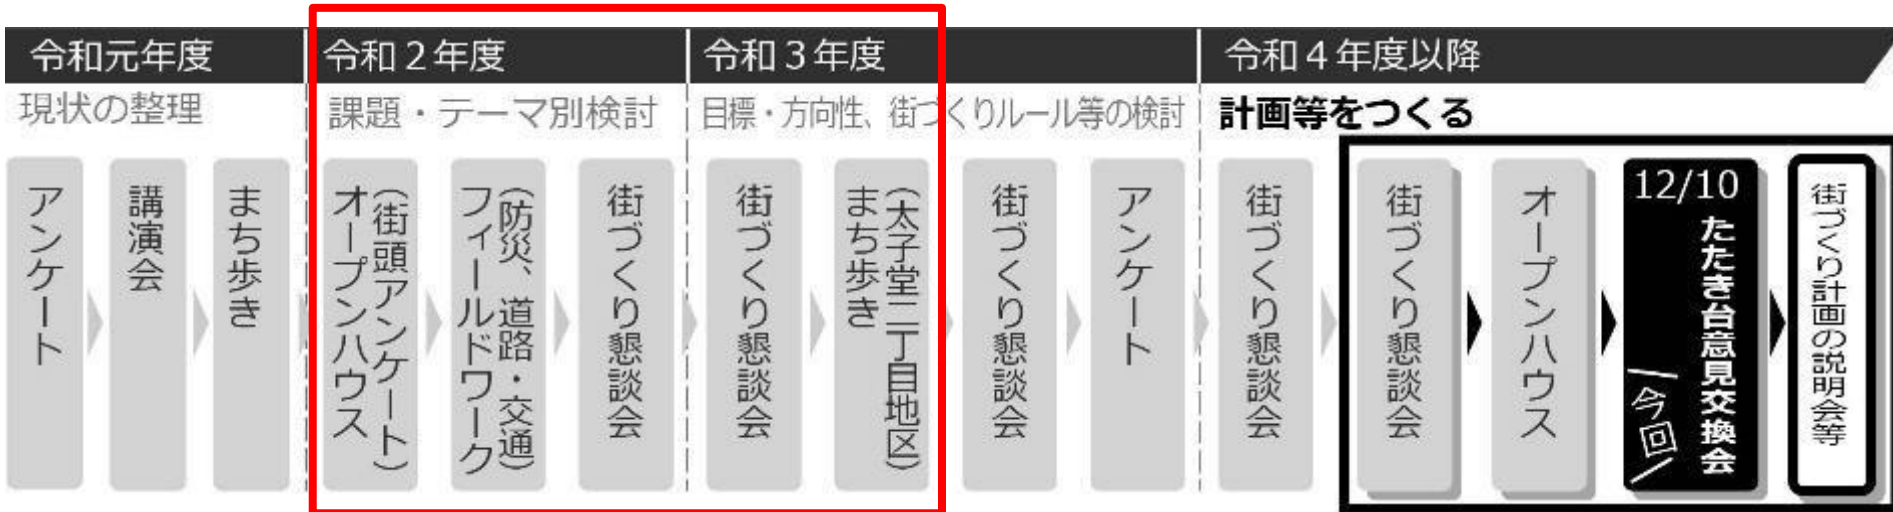 令和元年度
令和２年度
令和３年度
令和４年度以降
現状の整理
課題・テーマ別検討
目標・方向性、街づくりルール等の検討
計画等をつくる
アンケート
講演会
まち歩き
オープンハウス
（街頭アンケート）
フィールドワーク
（防災、道路・交通）
街づくり懇談会
街づくり懇談会
まち歩き
（太子堂二丁目地区）
街づくり懇談会
アンケート
街づくり懇談会
街づくり懇談会
オープンハウス
12/10
たたき台意見交換会
今回
街づくり計画の説明会等